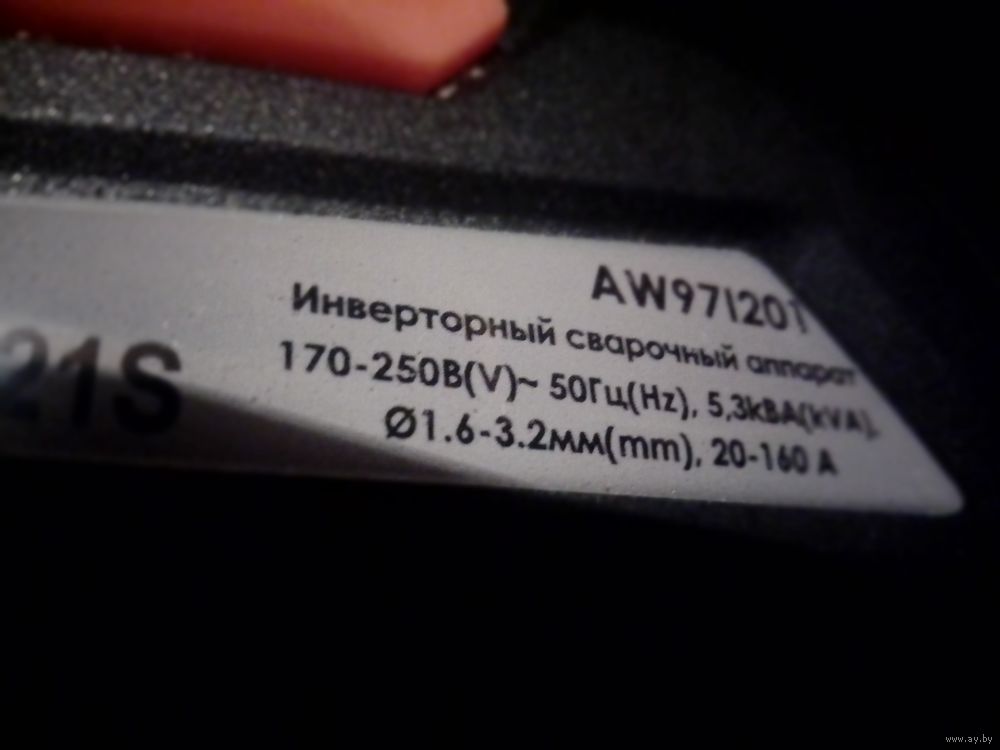 AW97I201
Инверторный сварочный аппарат
170-250В(V)~ 50Гц(Hz), 5,3kВА(kVA),
Ø1.6-3.2мм(mm), 20-160 А
21S
www.ay.by